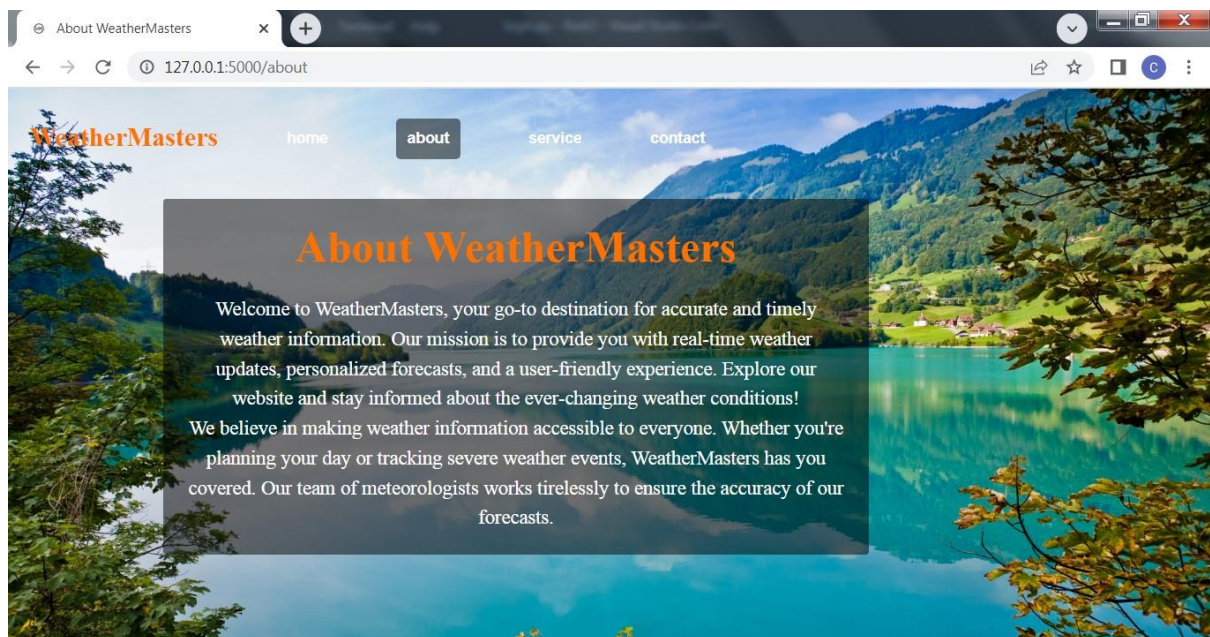 About WeatherMasters
127.0.0.1:5000/about
C
WeatherMasters home about service contact
About WeatherMasters
Welcome to WeatherMasters, your go-to destination for accurate and timely
weather information. Our mission is to provide you with real-time weather
updates, personalized forecasts, and a user-friendly experience. Explore our
website and stay informed about the ever-changing weather conditions!
We believe in making weather information accessible to everyone. Whether you're
planning your day or tracking severe weather events, WeatherMasters has you
covered. Our team of meteorologists works tirelessly to ensure the accuracy of our
forecasts.